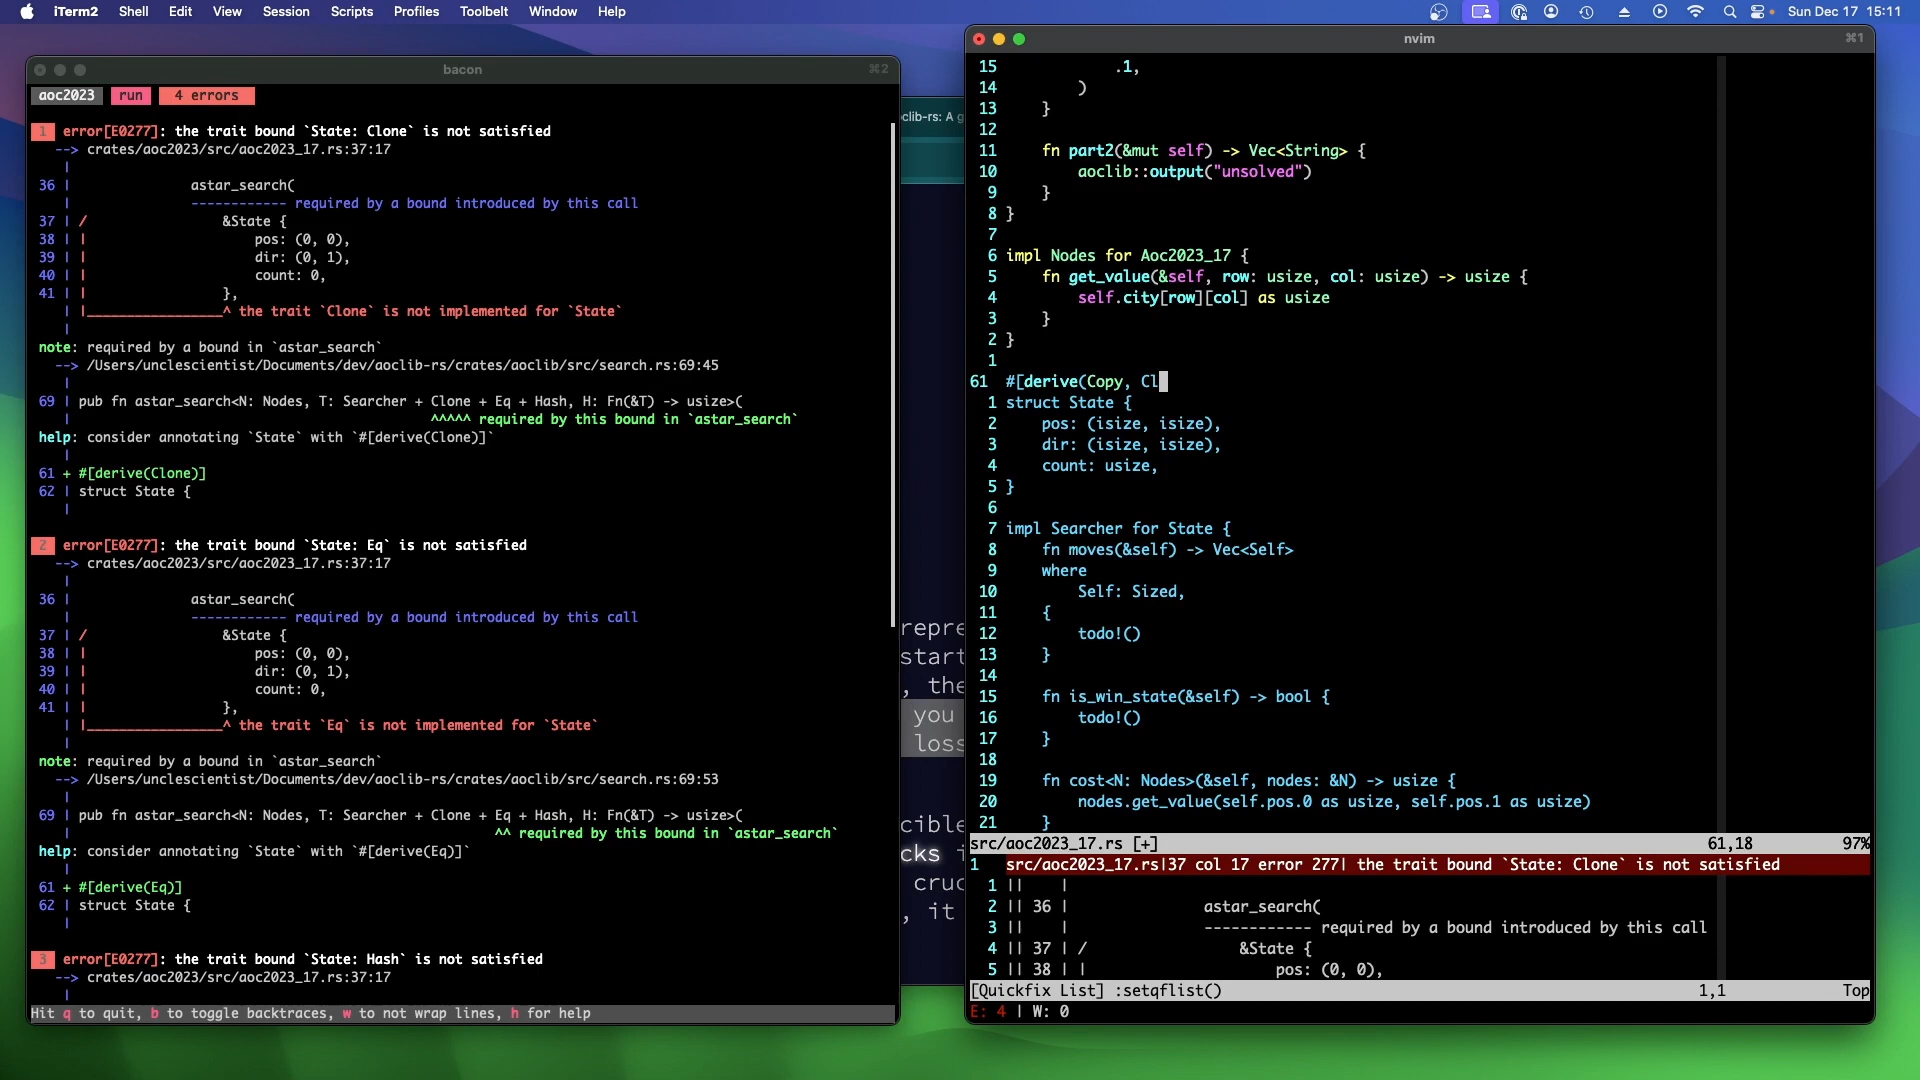 iTerm2 Shell Edit View Session Scripts Profiles Toolbelt Window Help Sun Dec 17 15:11
bacon ⌘2
aoc2023 run 4 errors
1 error[E0277]: the trait bound `State: Clone` is not satisfied
--> crates/aoc2023/src/aoc2023_17.rs:37:17
|
36 | astar_search(
| ------------ required by a bound introduced by this call
37 | / &State {
38 | | pos: (0, 0),
39 | | dir: (0, 1),
40 | | count: 0,
41 | | },
| |_________________^ the trait `Clone` is not implemented for `State`
|
note: required by a bound in `astar_search`
--> /Users/unclescientist/Documents/dev/aoclib-rs/crates/aoclib/src/search.rs:69:45
|
69 | pub fn astar_search<N: Nodes, T: Searcher + Clone + Eq + Hash, H: Fn(&T) -> usize>(
| ^^^^^ required by this bound in `astar_search`
help: consider annotating `State` with `#[derive(Clone)]`
|
61 + #[derive(Clone)]
62 | struct State {
|
2 error[E0277]: the trait bound `State: Eq` is not satisfied
--> crates/aoc2023/src/aoc2023_17.rs:37:17
|
36 | astar_search(
| ------------ required by a bound introduced by this call
37 | / &State {
38 | | pos: (0, 0),
39 | | dir: (0, 1),
40 | | count: 0,
41 | | },
| |_________________^ the trait `Eq` is not implemented for `State`
|
note: required by a bound in `astar_search`
--> /Users/unclescientist/Documents/dev/aoclib-rs/crates/aoclib/src/search.rs:69:53
|
69 | pub fn astar_search<N: Nodes, T: Searcher + Clone + Eq + Hash, H: Fn(&T) -> usize>(
| ^^ required by this bound in `astar_search`
help: consider annotating `State` with `#[derive(Eq)]`
|
61 + #[derive(Eq)]
62 | struct State {
|
3 error[E0277]: the trait bound `State: Hash` is not satisfied
--> crates/aoc2023/src/aoc2023_17.rs:37:17
|
Hit q to quit, b to toggle backtraces, w to not wrap lines, h for help
clib-rs: A g
repre
start
, the
you
loss
cible
cks i
cruc
, it
nvim ⌘1
15 .1,
14 )
13 }
12
11 fn part2(&mut self) -> Vec<String> {
10 aoclib::output("unsolved")
9 }
8 }
7
6 impl Nodes for Aoc2023_17 {
5 fn get_value(&self, row: usize, col: usize) -> usize {
4 self.city[row][col] as usize
3 }
2 }
1
61 #[derive(Copy, Cl
1 struct State {
2 pos: (isize, isize),
3 dir: (isize, isize),
4 count: usize,
5 }
6
7 impl Searcher for State {
8 fn moves(&self) -> Vec<Self>
9 where
10 Self: Sized,
11 {
12 todo!()
13 }
14
15 fn is_win_state(&self) -> bool {
16 todo!()
17 }
18
19 fn cost<N: Nodes>(&self, nodes: &N) -> usize {
20 nodes.get_value(self.pos.0 as usize, self.pos.1 as usize)
21 }
src/aoc2023_17.rs [+] 61,18 97%
1 src/aoc2023_17.rs|37 col 17 error 277| the trait bound `State: Clone` is not satisfied
1 || |
2 || 36 | astar_search(
3 || | ------------ required by a bound introduced by this call
4 || 37 | / &State {
5 || 38 | | pos: (0, 0),
[Quickfix List] :setqflist() 1,1 Top
E: 4 | W: 0